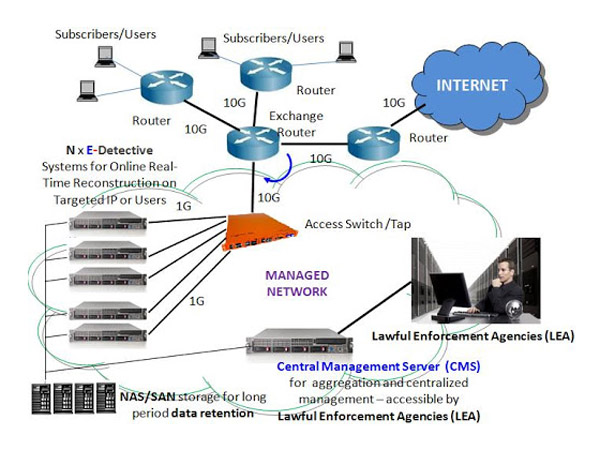 Subscribers/Users
Subscribers/Users
Router
Router
10G
10G
Exchange
Router
10G
INTERNET
10G
Router
N x E-Detective
Systems for Online Real-
Time Reconstruction on
Targeted IP or Users
1G
10G
Access Switch /Tap
MANAGED
NETWORK
1G
Lawful Enforcement Agencies (LEA)
Central Management Server (CMS)
for aggregation and centralized
management – accessible by
Lawful Enforcement Agencies (LEA)
NAS/SAN storage for long
period data retention